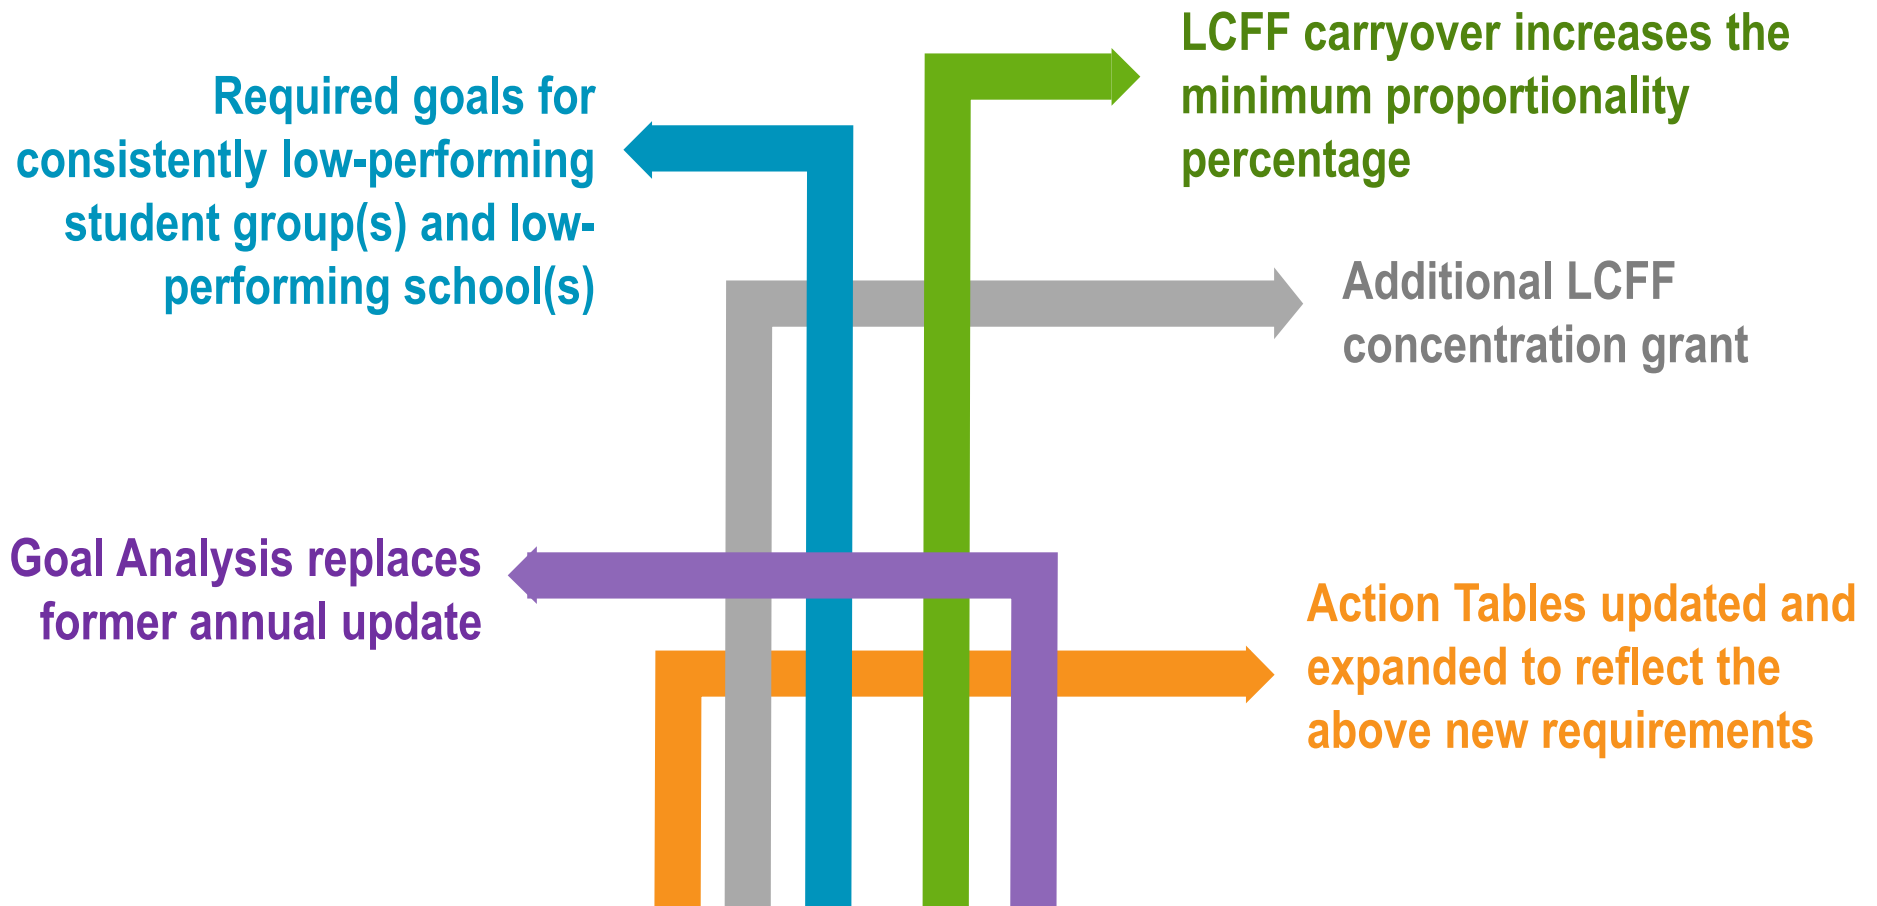 LCFF carryover increases the
minimum proportionality
percentage
Required goals for
consistently low-performing
student group(s) and low-
performing school(s)
Additional LCFF
concentration grant
Goal Analysis replaces
former annual update
Action Tables updated and
expanded to reflect the
above new requirements